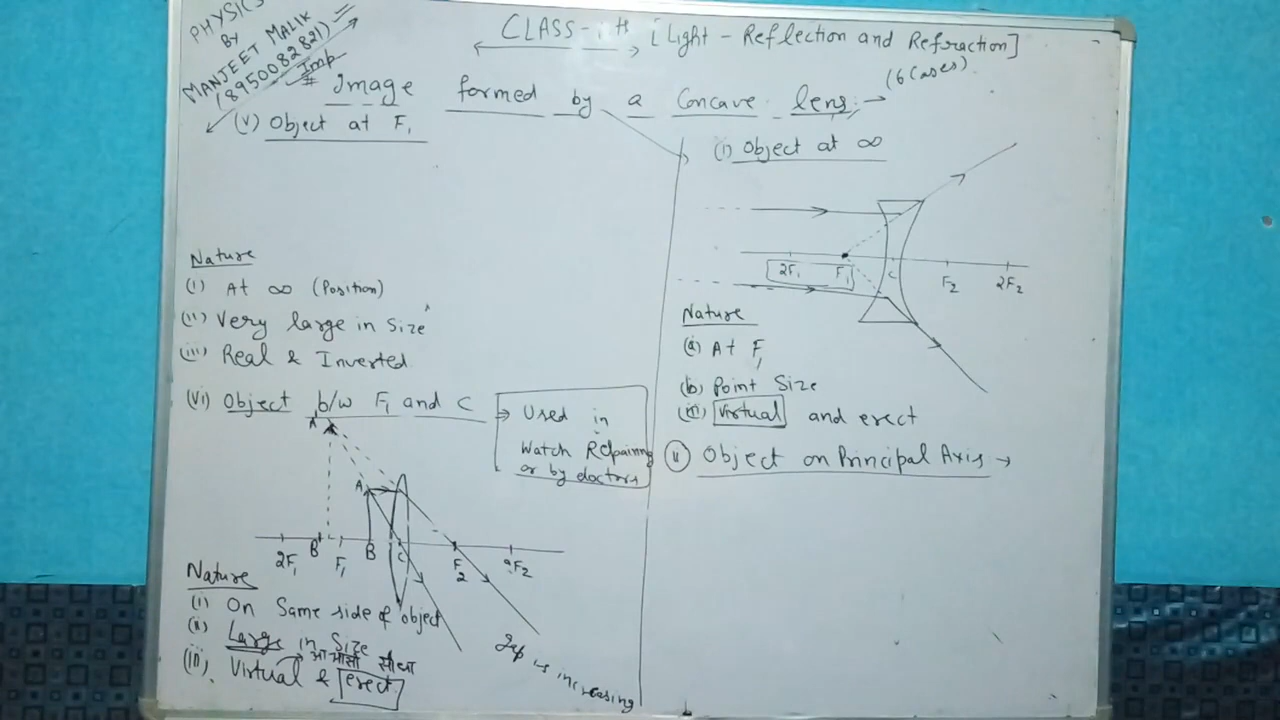 PHYSICS
BY
MANJEET MALIK
(8950082821)
CLASS-
[Light - Reflection and Refraction]
Imp
# Image formed by a Concave lens → (6 Cases)
(V) Object at F1
Nature
(i) At ∞ (Position)
(ii) Very large in Size
(iii) Real & Inverted
(Vi) Object b/w F1 and C
→ Used in
Watch Repairing
or by doctors
A'
A
2F1 B' F1 B C F2 2F2
Nature
(i) On Same side of object
(ii) Large in Size
आभासी सीधा
(iii) Virtual & erect
is increasing
(i) Object at ∞
2F1 F1 C F2 2F2
Nature
(a) At F1
(b) Point Size
(iii) Virtual and erect
(ii) Object on Principal Axis →